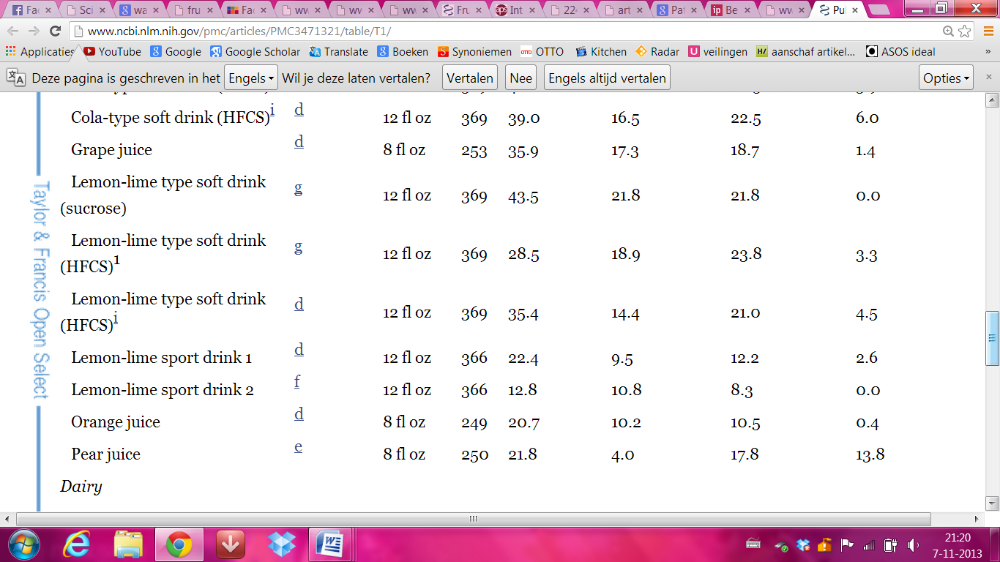 Fac
Sci
wa
fru
Fac
ww
ww
ww
Fru
aps Int
224
art
Pat
ip Be
ww
Pul
www.ncbi.nlm.nih.gov/pmc/articles/PMC3471321/table/T1/
Applicaties YouTube Google Google Scholar Translate Boeken Synoniemen OTTO OTTO Kitchen Radar veilingen H/ aanschaf artikel... ASOS ideal »
Deze pagina is geschreven in het Engels Wil je deze laten vertalen? Vertalen Nee Engels altijd vertalen Opties
Cola-type soft drink (HFCS)i d 12 fl oz 369 39.0 16.5 22.5 6.0
Grape juice d 8 fl oz 253 35.9 17.3 18.7 1.4
Lemon-lime type soft drink
(sucrose) g 12 fl oz 369 43.5 21.8 21.8 0.0
Lemon-lime type soft drink
(HFCS)1 g 12 fl oz 369 28.5 18.9 23.8 3.3
Lemon-lime type soft drink
(HFCS)i d 12 fl oz 369 35.4 14.4 21.0 4.5
Lemon-lime sport drink 1 d 12 fl oz 366 22.4 9.5 12.2 2.6
Lemon-lime sport drink 2 f 12 fl oz 366 12.8 10.8 8.3 0.0
Orange juice d 8 fl oz 249 20.7 10.2 10.5 0.4
Pear juice e 8 fl oz 250 21.8 4.0 17.8 13.8
Dairy
Taylor & Francis Open Select
21:20
7-11-2013